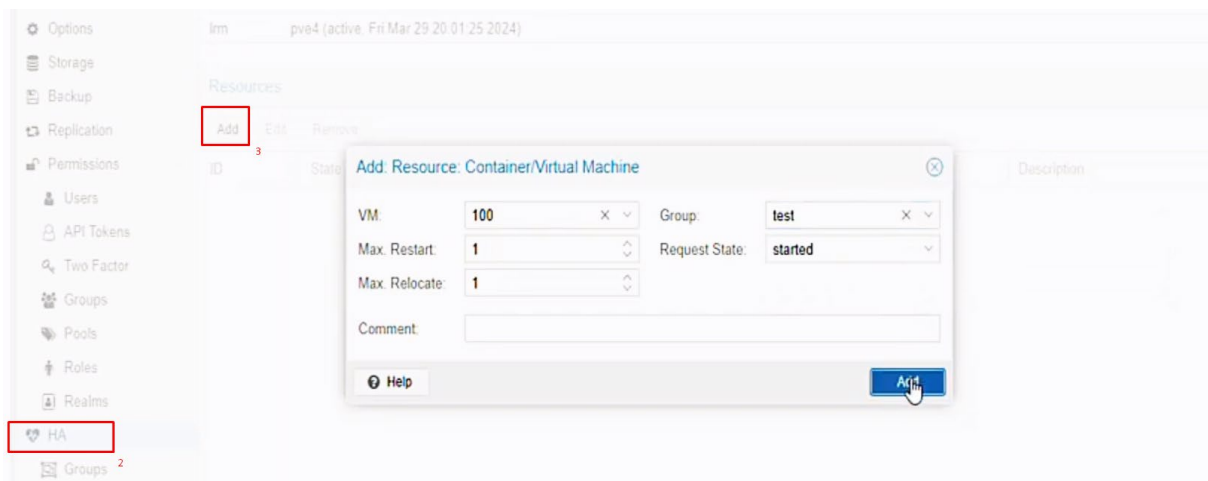 Options
lrm pve4 (active, Fri Mar 29 20:01:25 2024)
Storage
Resources
Backup
Replication
Add Edit Remove
3
Permissions
ID State Description
Add: Resource: Container/Virtual Machine
Users
VM: 100 Group: test
API Tokens
Max. Restart: 1 Request State: started
Two Factor
Max. Relocate: 1
Groups
Comment:
Pools
Roles
Help Add
Realms
HA
2
Groups